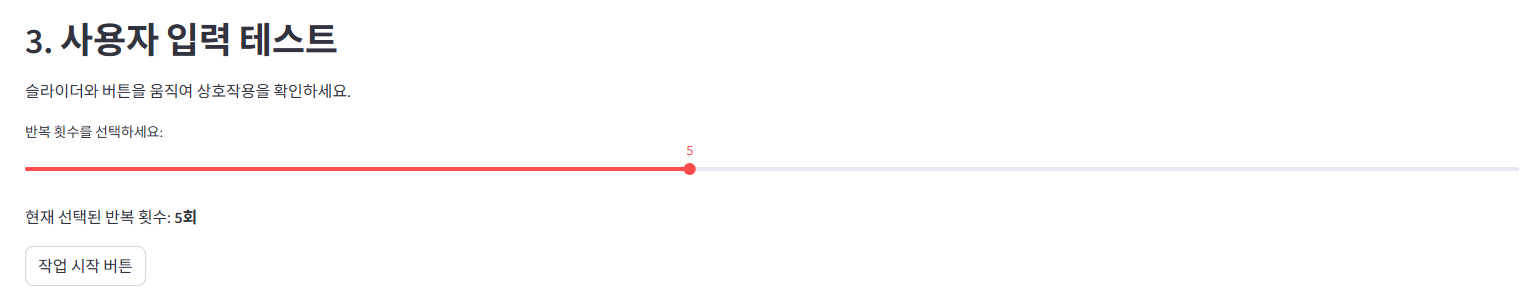 3. 사용자 입력 테스트
슬라이더와 버튼을 움직여 상호작용을 확인하세요.
반복 횟수를 선택하세요:
5
현재 선택된 반복 횟수: 5회
작업 시작 버튼